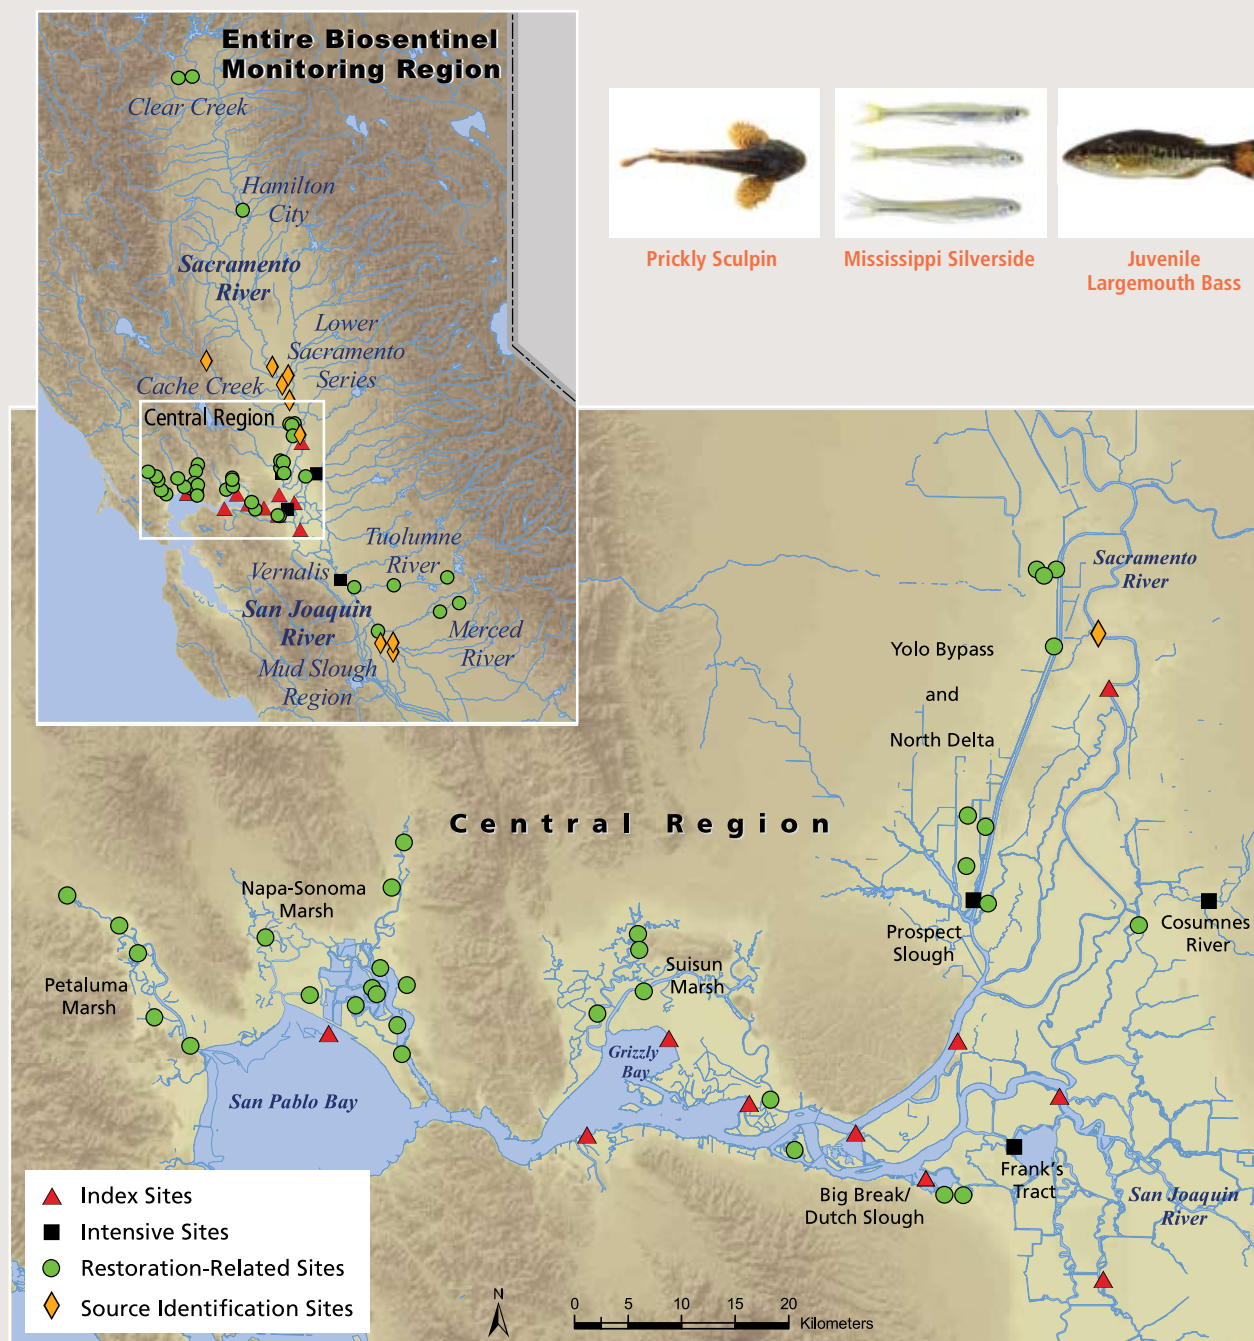 Entire Biosentinel
Monitoring Region
Clear Creek
Hamilton
City
Sacramento
River
Lower
Sacramento
Series
Cache Creek
Central Region
Tuolumne
River
Vernalis
San Joaquin
River
Merced
River
Mud Slough
Region
Prickly Sculpin
Mississippi Silverside
Juvenile
Largemouth Bass
Sacramento
River
Yolo Bypass
and
North Delta
Central Region
Napa-Sonoma
Marsh
Petaluma
Marsh
Suisun
Marsh
Prospect
Slough
Cosumnes
River
Grizzly
Bay
San Pablo Bay
Frank's
Tract
Big Break/
Dutch Slough
San Joaquin
River
Index Sites
Intensive Sites
Restoration-Related Sites
Source Identification Sites
N
0 5 10 15 20
Kilometers